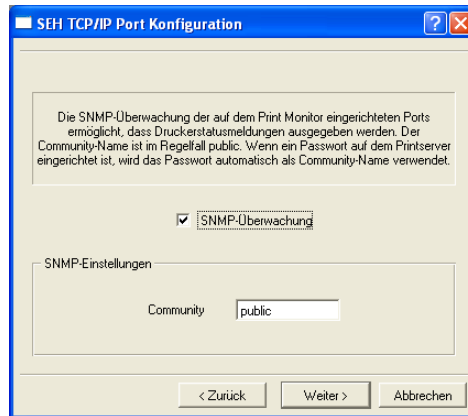 SEH TCP/IP Port Konfiguration
Die SNMP-Überwachung der auf dem Print Monitor eingerichteten Ports
ermöglicht, dass Druckerstatusmeldungen ausgegeben werden. Der
Community-Name ist im Regelfall public. Wenn ein Passwort auf dem Printserver
eingerichtet ist, wird das Passwort automatisch als Community-Name verwendet.
SNMP-Überwachung
SNMP-Einstellungen
Community public
< Zurück Weiter > Abbrechen